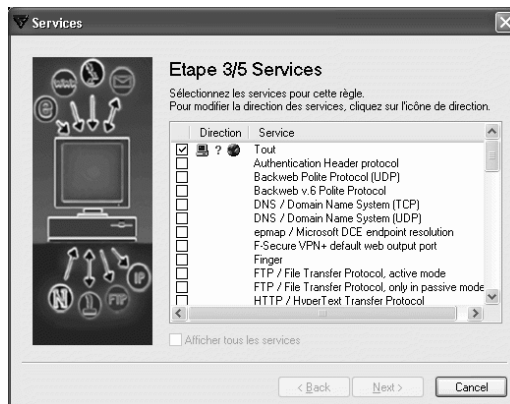 Services
Etape 3/5 Services
Sélectionnez les services pour cette règle.
Pour modifier la direction des services, cliquez sur l'icône de direction.
Direction Service
? Tout
Authentication Header protocol
Backweb Polite Protocol (UDP)
Backweb v.6 Polite Protocol
DNS / Domain Name System (TCP)
DNS / Domain Name System (UDP)
epmap / Microsoft DCE endpoint resolution
F-Secure VPN+ default web output port
Finger
FTP / File Transfer Protocol, active mode
FTP / File Transfer Protocol, only in passive mode
HTTP / HyperText Transfer Protocol
Afficher tous les services
< Back
Next >
Cancel
www
e
IP
N
FTP